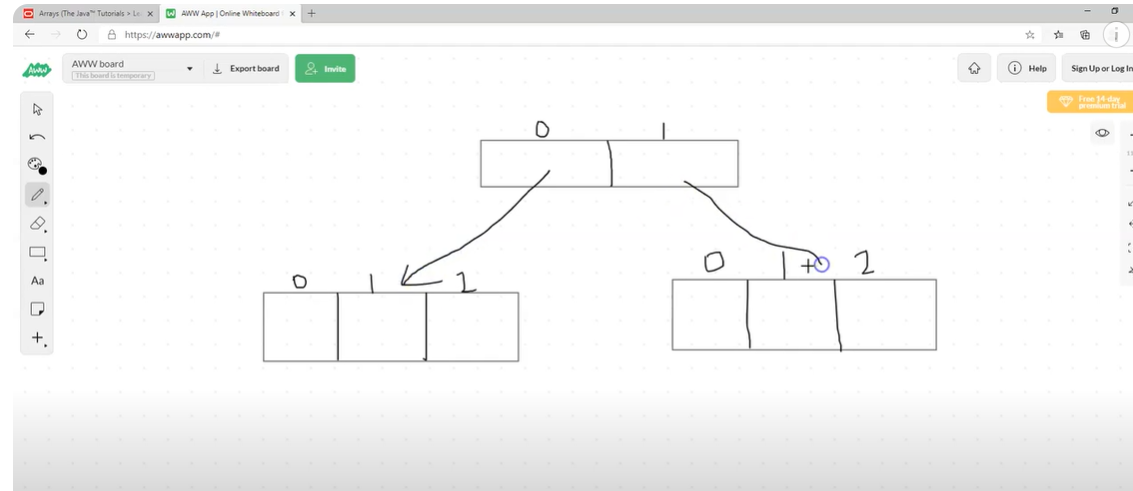 Arrays (The Java™ Tutorials > Le
AWW App | Online Whiteboard
https://awwapp.com/#
AWW
AWW board
This board is temporary
Export board
Invite
Help
Sign Up or Log In
Free 14-day
premium trial
0 1
0 1 2
0 1 2
Aa